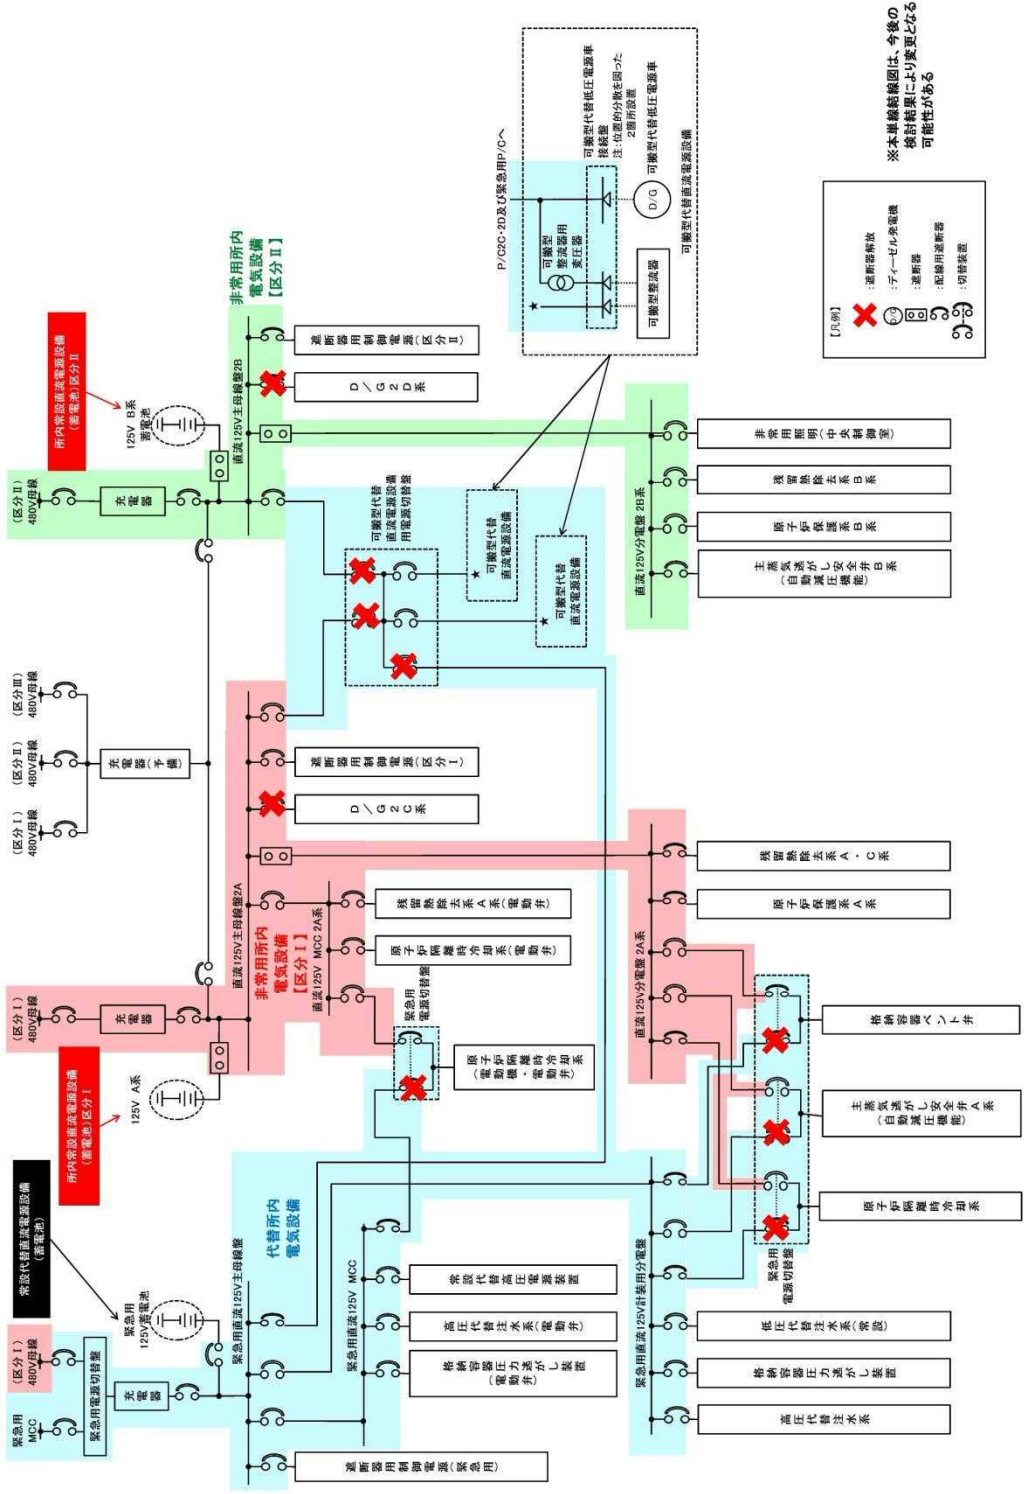 常設代替直流電源設備
(蓄電池)
所内常設直流電源設備
(蓄電池)区分Ⅰ
所内常設直流電源設備
(蓄電池)区分Ⅱ
緊急用
MCC
(区分Ⅰ)
480V母線
緊急用電源切替盤
充電器
緊急用
125V蓄電池
緊急用直流125V主母線盤
代替所内
電気設備
遮断器用制御電源(緊急用)
緊急用直流125V MCC
格納容器圧力逃がし装置
(電動弁)
高圧代替注水系(電動弁)
常設代替高圧電源装置
緊急用直流125V計装用分電盤
高圧代替注水系
格納容器圧力逃がし装置
低圧代替注水系(常設)
緊急用
電源切替盤
原子炉隔離時冷却系
主蒸気逃がし安全弁A系
(自動減圧機能)
格納容器ベント弁
(区分Ⅰ)
480V母線
充電器
125V A系
直流125V主母線盤2A
非常用所内
電気設備
【区分Ⅰ】
直流125V MCC 2A系
緊急用
電源切替盤
原子炉隔離時冷却系
(電動機・電動弁)
原子炉隔離時冷却系(電動弁)
残留熱除去系A系(電動弁)
D/G2C系
遮断器用制御電源(区分Ⅰ)
直流125V分電盤 2A系
原子炉保護系A系
残留熱除去系A・C系
(区分Ⅰ)
480V母線
(区分Ⅱ)
480V母線
(区分Ⅲ)
480V母線
充電器(予備)
(区分Ⅱ)
480V母線
充電器
125V B系
蓄電池
直流125V主母線盤2B
非常用所内
電気設備
【区分Ⅱ】
D/G2D系
遮断器用制御電源(区分Ⅱ)
可搬型代替
直流電源設備
用電源切替盤
★
可搬型代替
直流電源設備
★
可搬型代替
直流電源設備
直流125V分電盤 2B系
主蒸気逃がし安全弁B系
(自動減圧機能)
原子炉保護系B系
残留熱除去系B系
非常用照明(中央制御室)
P/C2C・2D及び緊急用P/Cへ
★
可搬型
整流器用
変圧器
可搬型代替低圧電源車
接続盤
注:位置的分散を図った
2箇所設置
可搬型整流器
D/G
可搬型代替低圧電源車
可搬型代替直流電源設備
【凡例】
:遮断器解放
D/G
:ディーゼル発電機
:遮断器
:配線用遮断器
:切替装置
※本単線結線図は、今後の
検討結果により変更となる
可能性がある